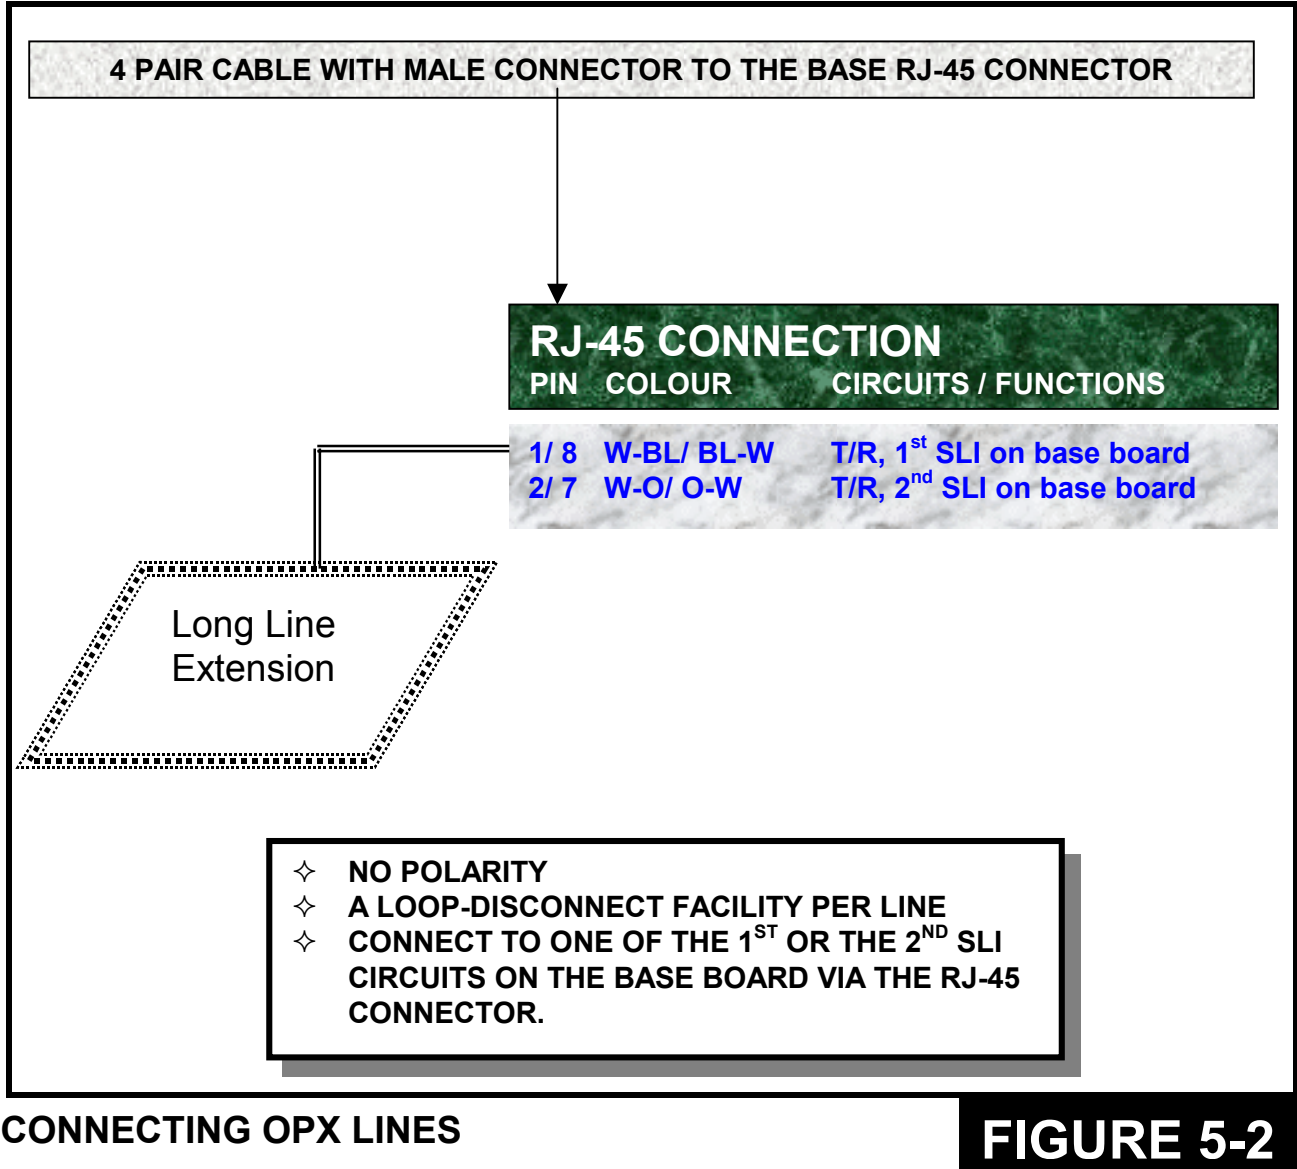 4 PAIR CABLE WITH MALE CONNECTOR TO THE BASE RJ-45 CONNECTOR
RJ-45 CONNECTION
PIN COLOUR CIRCUITS / FUNCTIONS
1/ 8 W-BL/ BL-W T/R, 1st SLI on base board
2/ 7 W-O/ O-W T/R, 2nd SLI on base board
Long Line
Extension
✧ NO POLARITY
✧ A LOOP-DISCONNECT FACILITY PER LINE
✧ CONNECT TO ONE OF THE 1ST OR THE 2ND SLI
CIRCUITS ON THE BASE BOARD VIA THE RJ-45
CONNECTOR.
CONNECTING OPX LINES
FIGURE 5-2